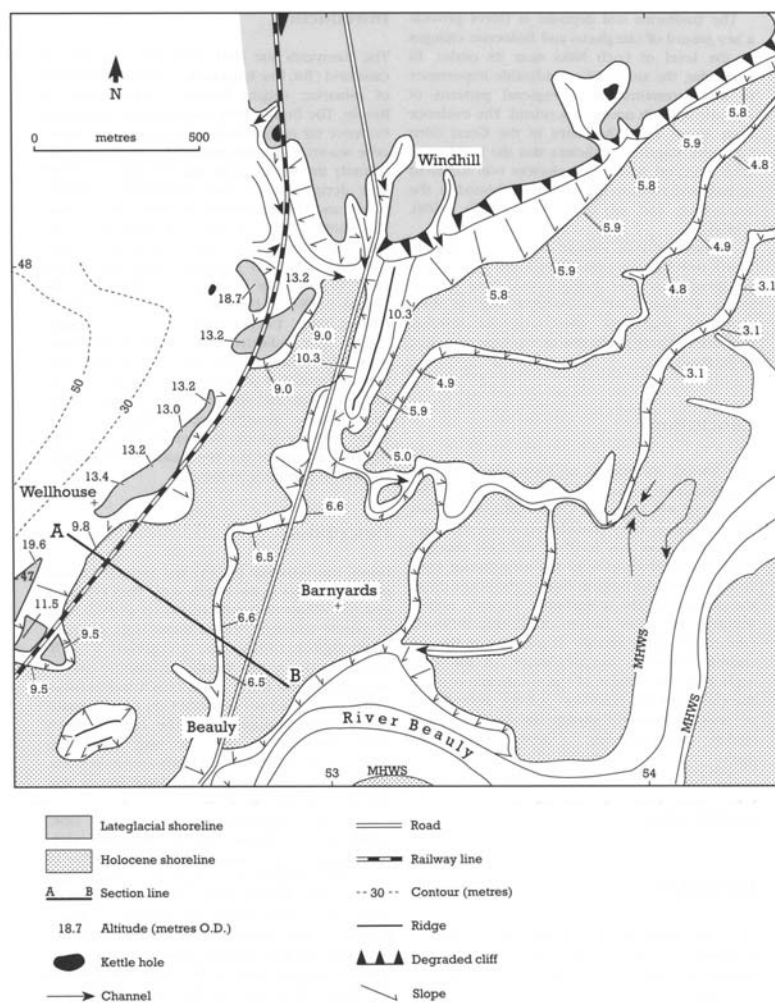 N
0 metres 500
Windhill
5.8
5.9
5.8
4.8
5.9
4.9
5.9
4.8
5.8
3.1
3.1
3.1
48
13.2
18.7
13.2
9.0
9.0
10.3
10.3
4.9
5.9
5.0
50
30
13.2
13.0
13.2
13.4
Wellhouse
A
9.8
19.6
47
11.5
9.5
9.5
6.6
6.5
6.6
6.5
Barnyards
B
Beauly
River Beauly
MHWS
MHWS
MHWS
53
54
Lateglacial shoreline
Holocene shoreline
A B Section line
18.7 Altitude (metres O.D.)
Kettle hole
Channel
Road
Railway line
30 Contour (metres)
Ridge
Degraded cliff
Slope